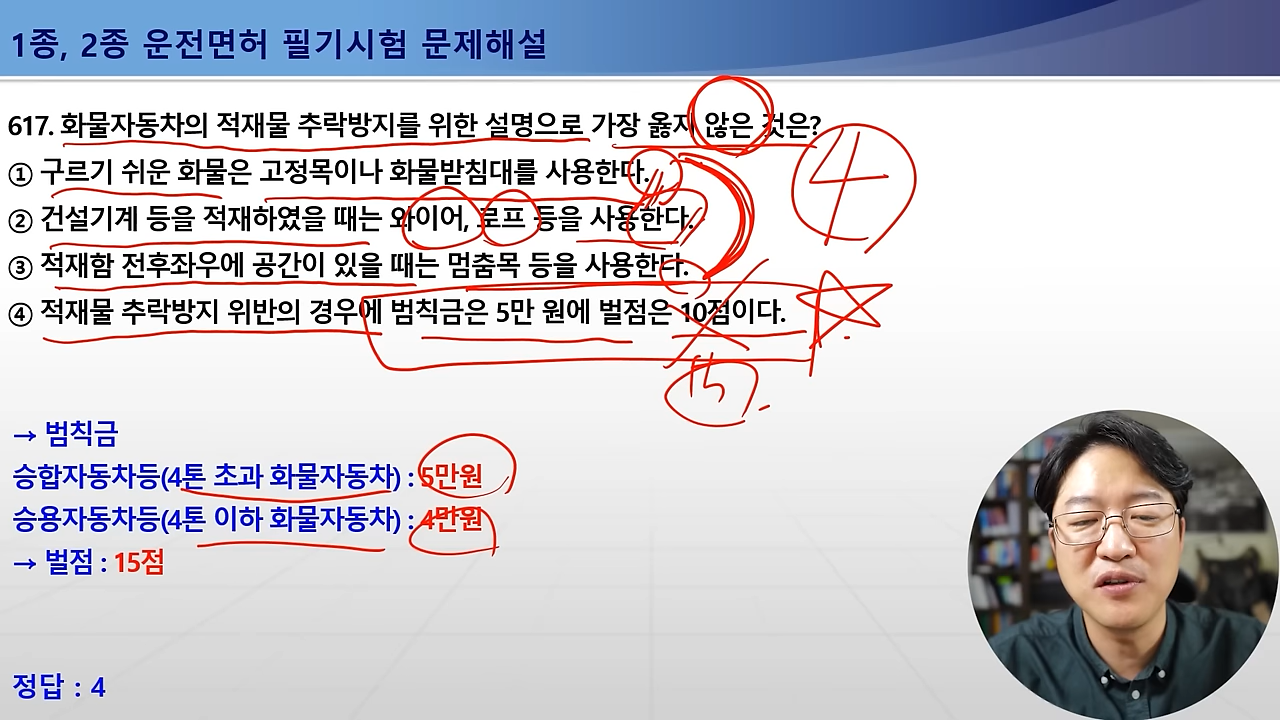 1종, 2종 운전면허 필기시험 문제해설
617. 화물자동차의 적재물 추락방지를 위한 설명으로 가장 옳지 않은 것은?
① 구르기 쉬운 화물은 고정목이나 화물받침대를 사용한다.
② 건설기계 등을 적재하였을 때는 와이어, 로프 등을 사용한다.
③ 적재함 전후좌우에 공간이 있을 때는 멈춤목 등을 사용한다.
④ 적재물 추락방지 위반의 경우에 범칙금은 5만 원에 벌점은 10점이다.
4
15
→ 범칙금
승합자동차등(4톤 초과 화물자동차) : 5만원
승용자동차등(4톤 이하 화물자동차) : 4만원
→ 벌점 : 15점
정답 : 4